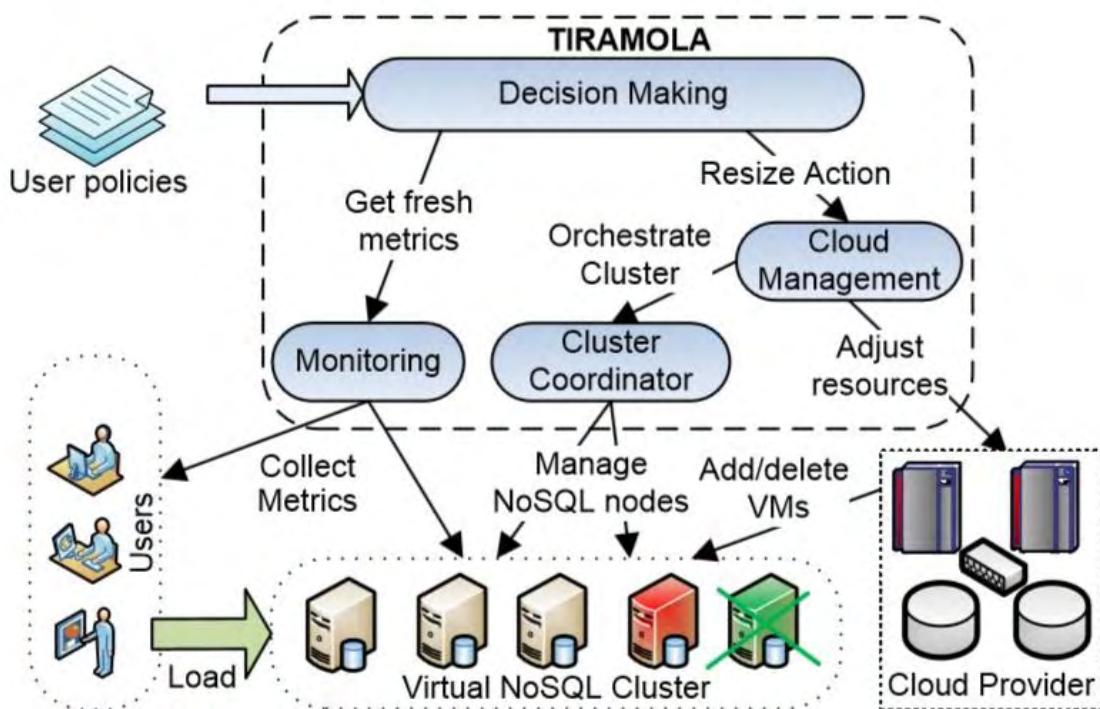 TIRAMOLA
Decision Making
User policies
Resize Action
Get fresh
metrics
Orchestrate
Cluster
Cloud
Management
Monitoring
Cluster
Coordinator
Adjust
resources
Collect
Metrics
Manage
NoSQL nodes
Add/delete
VMs
Users
Load
Virtual NoSQL Cluster
Cloud Provider